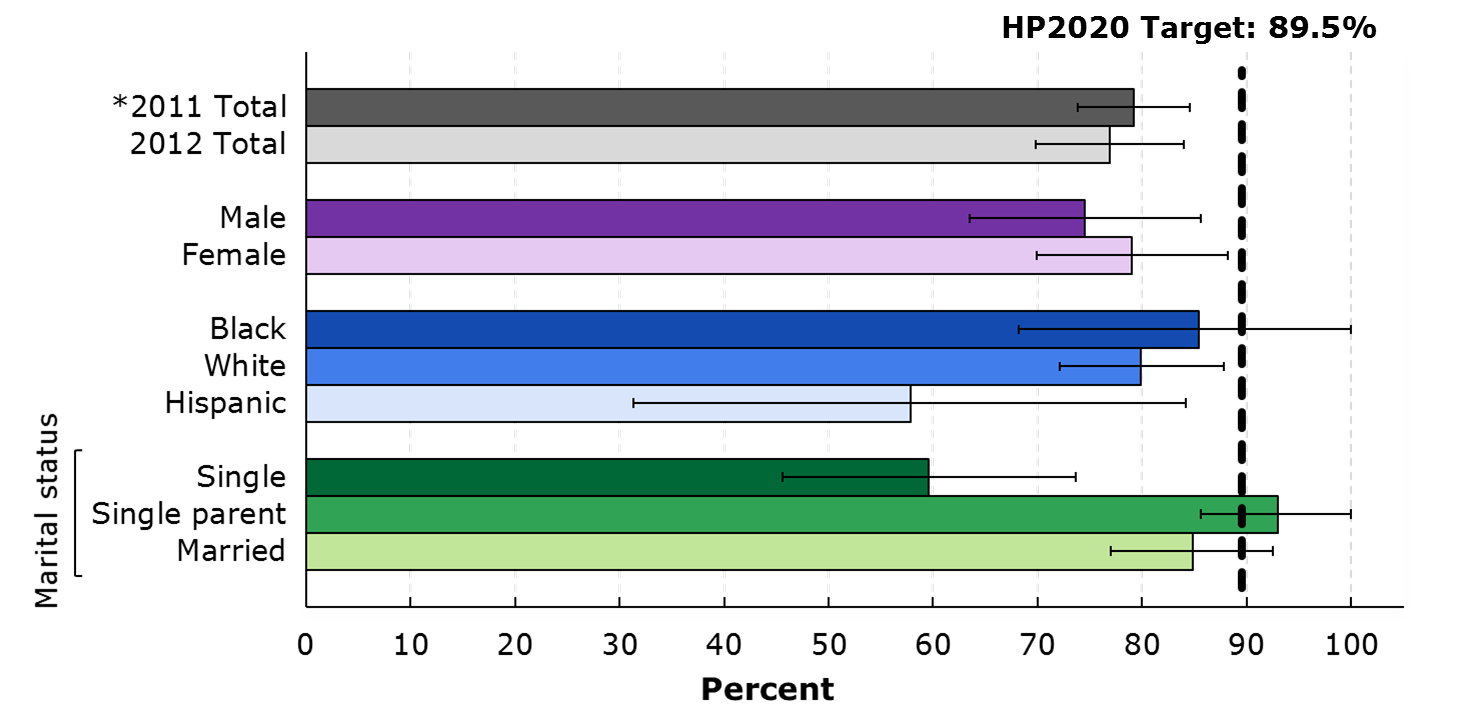 HP2020 Target: 89.5%
*2011 Total
2012 Total
Male
Female
Black
White
Hispanic
Marital status
Single
Single parent
Married
0 10 20 30 40 50 60 70 80 90 100
Percent